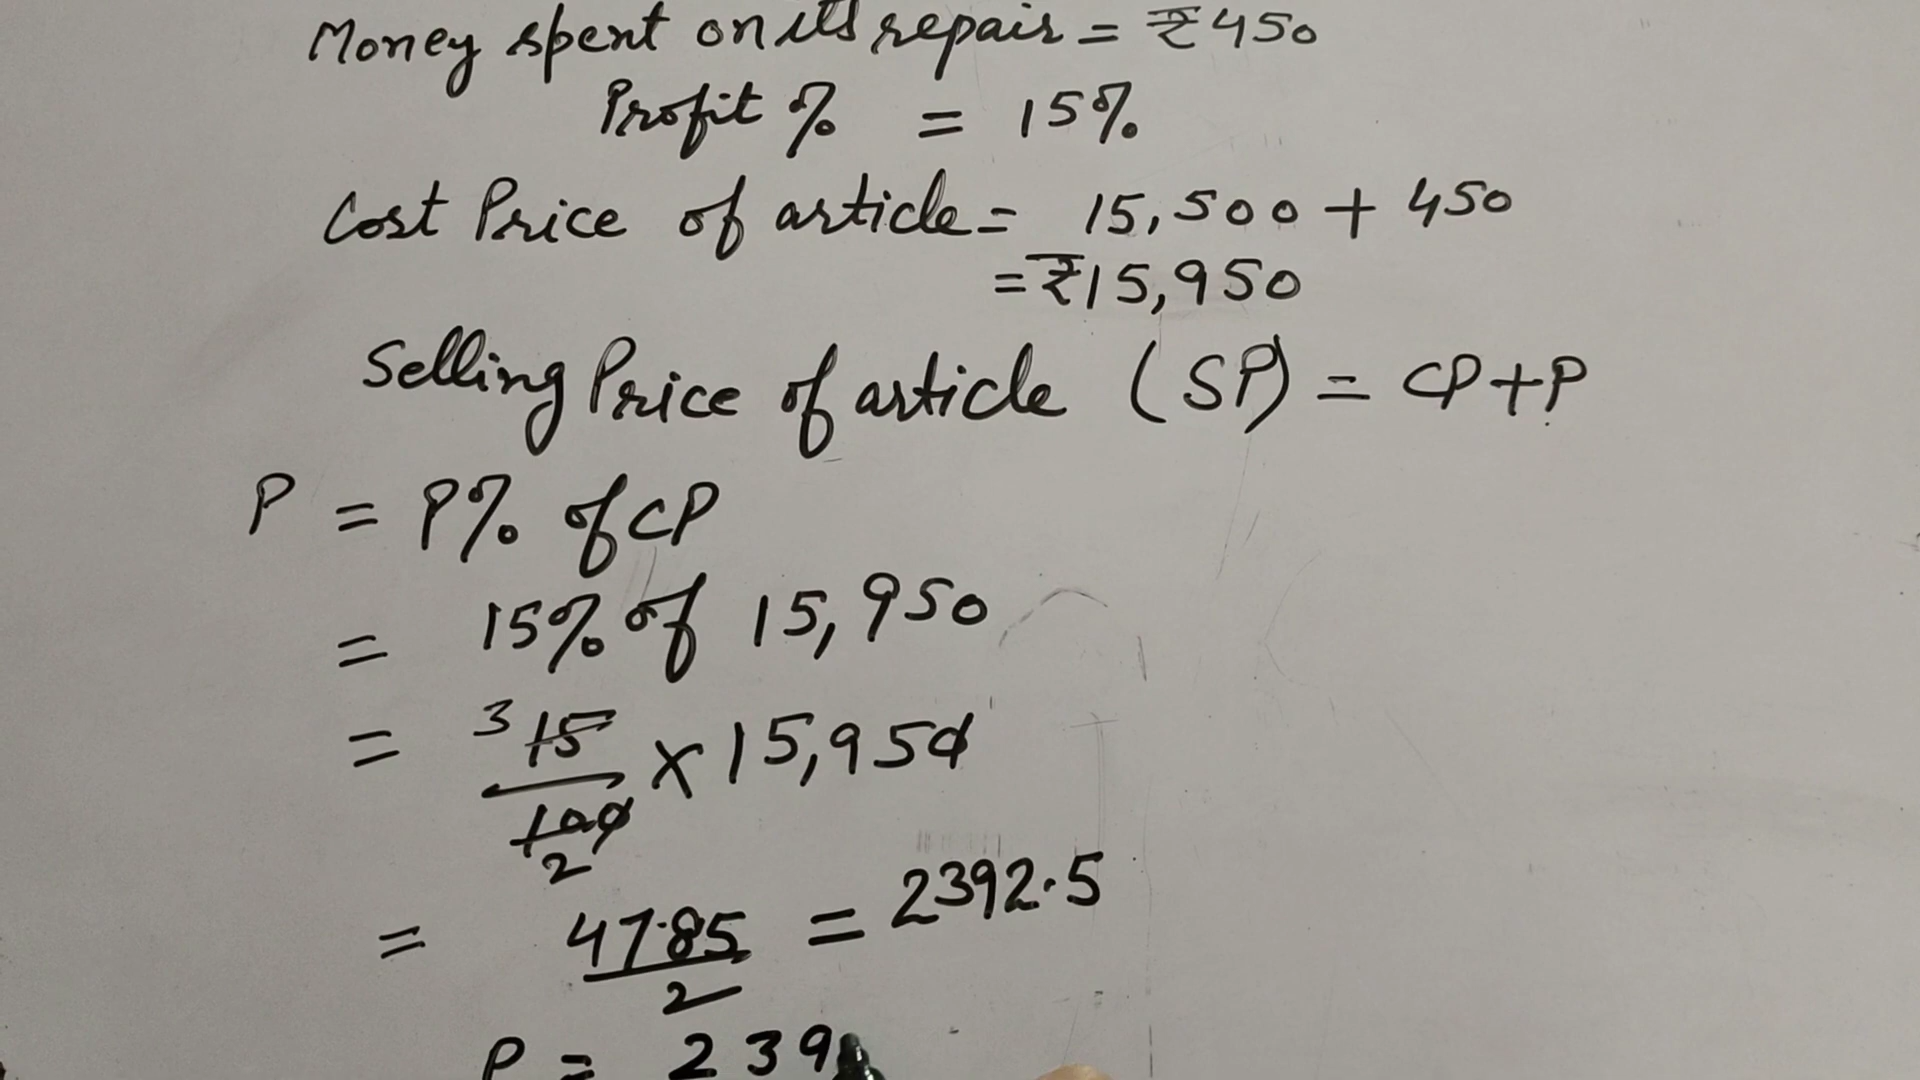 Money spent on its repair = ₹450
Profit % = 15%
Cost Price of article = 15,500 + 450
= ₹15,950
Selling Price of article (SP) = CP+P
P = P% of CP
= 15% of 15,950
= 3 15/100 2 × 15,950
= 4785/2 = 2392.5
P = 239